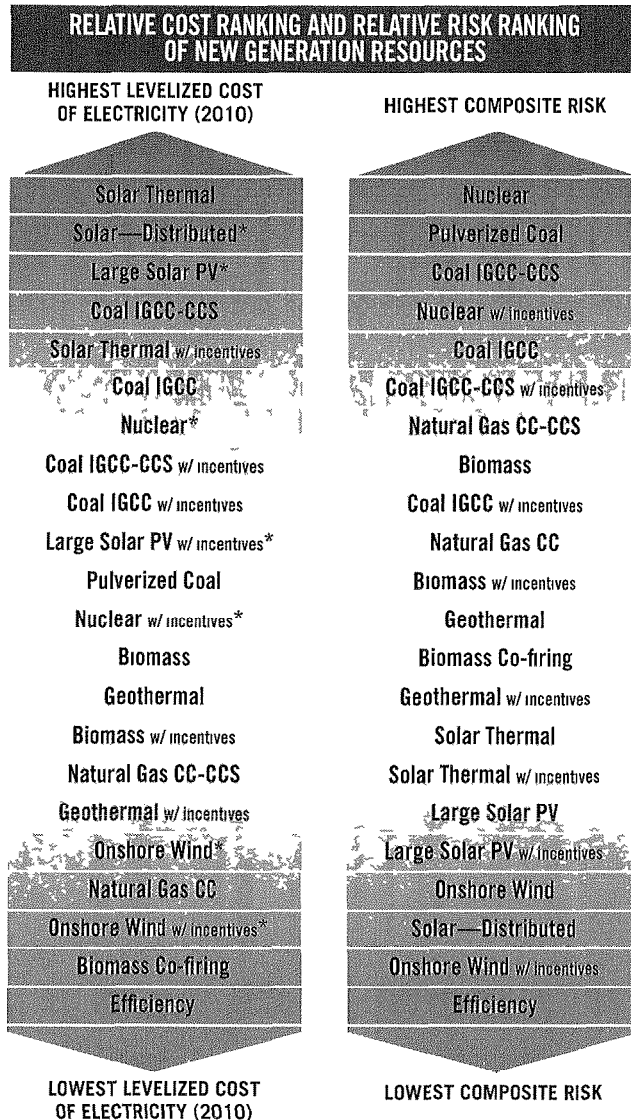 RELATIVE COST RANKING AND RELATIVE RISK RANKING
OF NEW GENERATION RESOURCES
HIGHEST LEVELIZED COST
OF ELECTRICITY (2010)
Solar Thermal
Solar—Distributed*
Large Solar PV*
Coal IGCC-CCS
Solar Thermal w/ incentives
Coal IGCC
Nuclear*
Coal IGCC-CCS w/ incentives
Coal IGCC w/ incentives
Large Solar PV w/ incentives*
Pulverized Coal
Nuclear w/ incentives*
Biomass
Geothermal
Biomass w/ incentives
Natural Gas CC-CCS
Geothermal w/ incentives
Onshore Wind*
Natural Gas CC
Onshore Wind w/ incentives*
Biomass Co-firing
Efficiency
LOWEST LEVELIZED COST
OF ELECTRICITY (2010)
HIGHEST COMPOSITE RISK
Nuclear
Pulverized Coal
Coal IGCC-CCS
Nuclear w/ incentives
Coal IGCC
Coal IGCC-CCS w/ incentives
Natural Gas CC-CCS
Biomass
Coal IGCC w/ incentives
Natural Gas CC
Biomass w/ incentives
Geothermal
Biomass Co-firing
Geothermal w/ incentives
Solar Thermal
Solar Thermal w/ incentives
Large Solar PV
Large Solar PV w/ incentives
Onshore Wind
Solar—Distributed
Onshore Wind w/ incentives
Efficiency
LOWEST COMPOSITE RISK